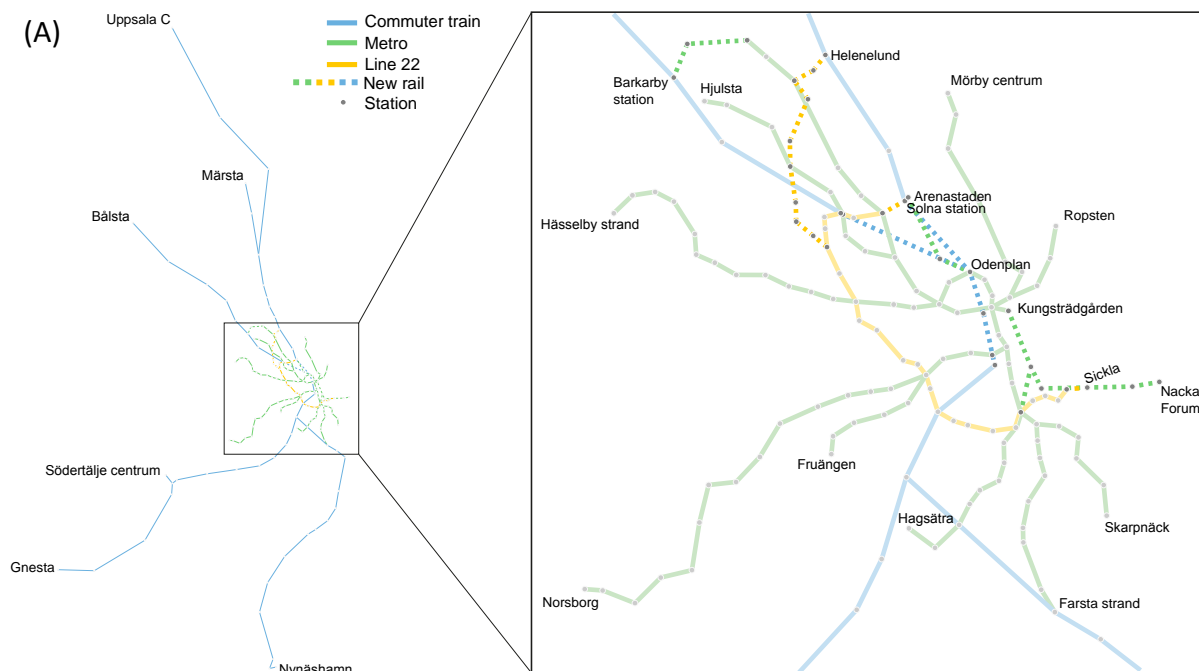 (A)
Uppsala C
Commuter train
Metro
Line 22
New rail
Station
Märsta
Bålsta
Södertälje centrum
Gnesta
Nynäshamn
Helenelund
Barkarby
station
Hjulsta
Mörby centrum
Arenastaden
Solna station
Hässelby strand
Ropsten
Odenplan
Kungsträdgården
Sickla
Nacka
Forum
Fruängen
Hagsätra
Skarpnäck
Norsborg
Farsta strand